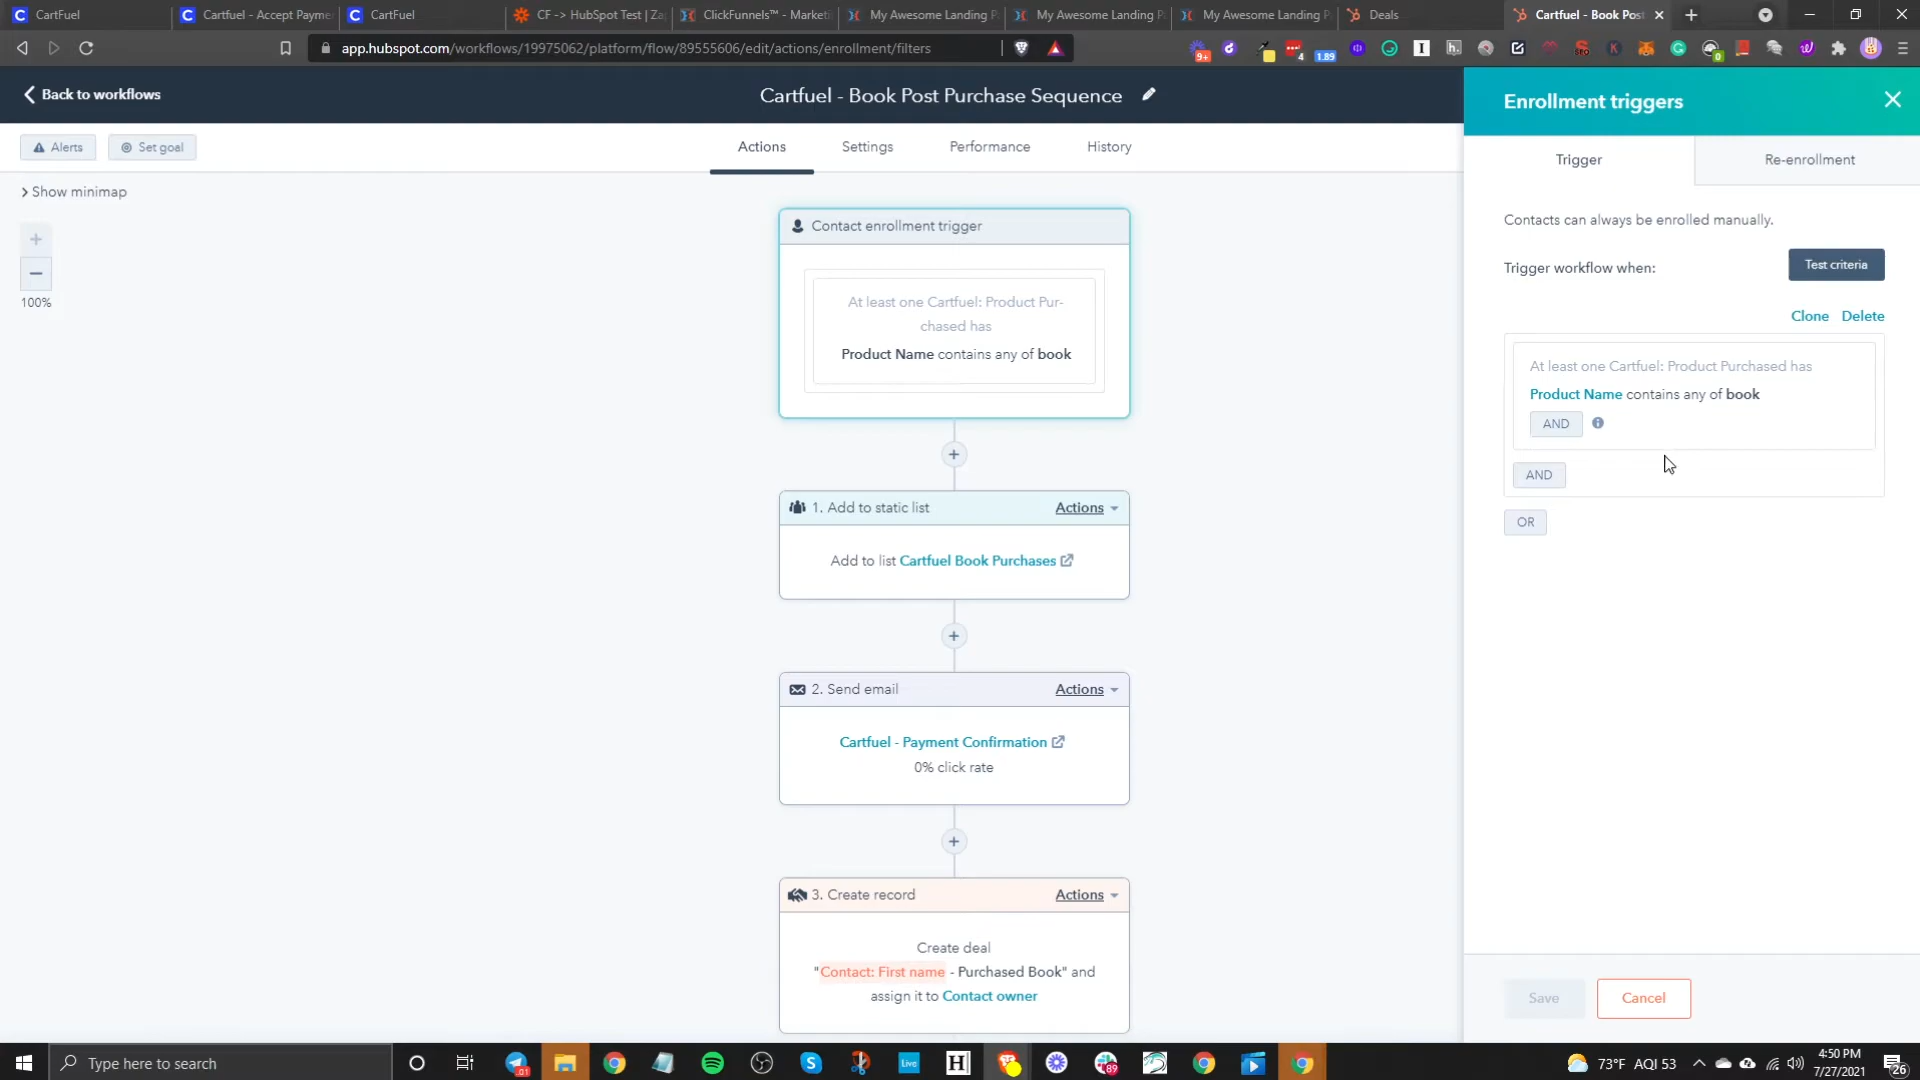 CartFuel
Cartfuel - Accept Payme
CartFuel
CF -> HubSpot Test | Za
ClickFunnels™ - Marketi
My Awesome Landing P
My Awesome Landing P
My Awesome Landing P
Deals
Cartfuel - Book Post
app.hubspot.com/workflows/19975062/platform/flow/89555606/edit/actions/enrollment/filters
9+
4
1.89
0
Back to workflows
Cartfuel - Book Post Purchase Sequence
Enrollment triggers
Alerts
Set goal
Actions
Settings
Performance
History
Trigger
Re-enrollment
Show minimap
100%
Contact enrollment trigger
At least one Cartfuel: Product Pur-
chased has
Product Name contains any of book
1. Add to static list
Actions
Add to list Cartfuel Book Purchases
2. Send email
Actions
Cartfuel - Payment Confirmation
0% click rate
3. Create record
Actions
Create deal
"Contact: First name - Purchased Book" and
assign it to Contact owner
Contacts can always be enrolled manually.
Trigger workflow when:
Test criteria
Clone
Delete
At least one Cartfuel: Product Purchased has
Product Name contains any of book
AND
AND
OR
Save
Cancel
Type here to search
Live
H
89
73°F AQI 53
4:50 PM
7/27/2021
26